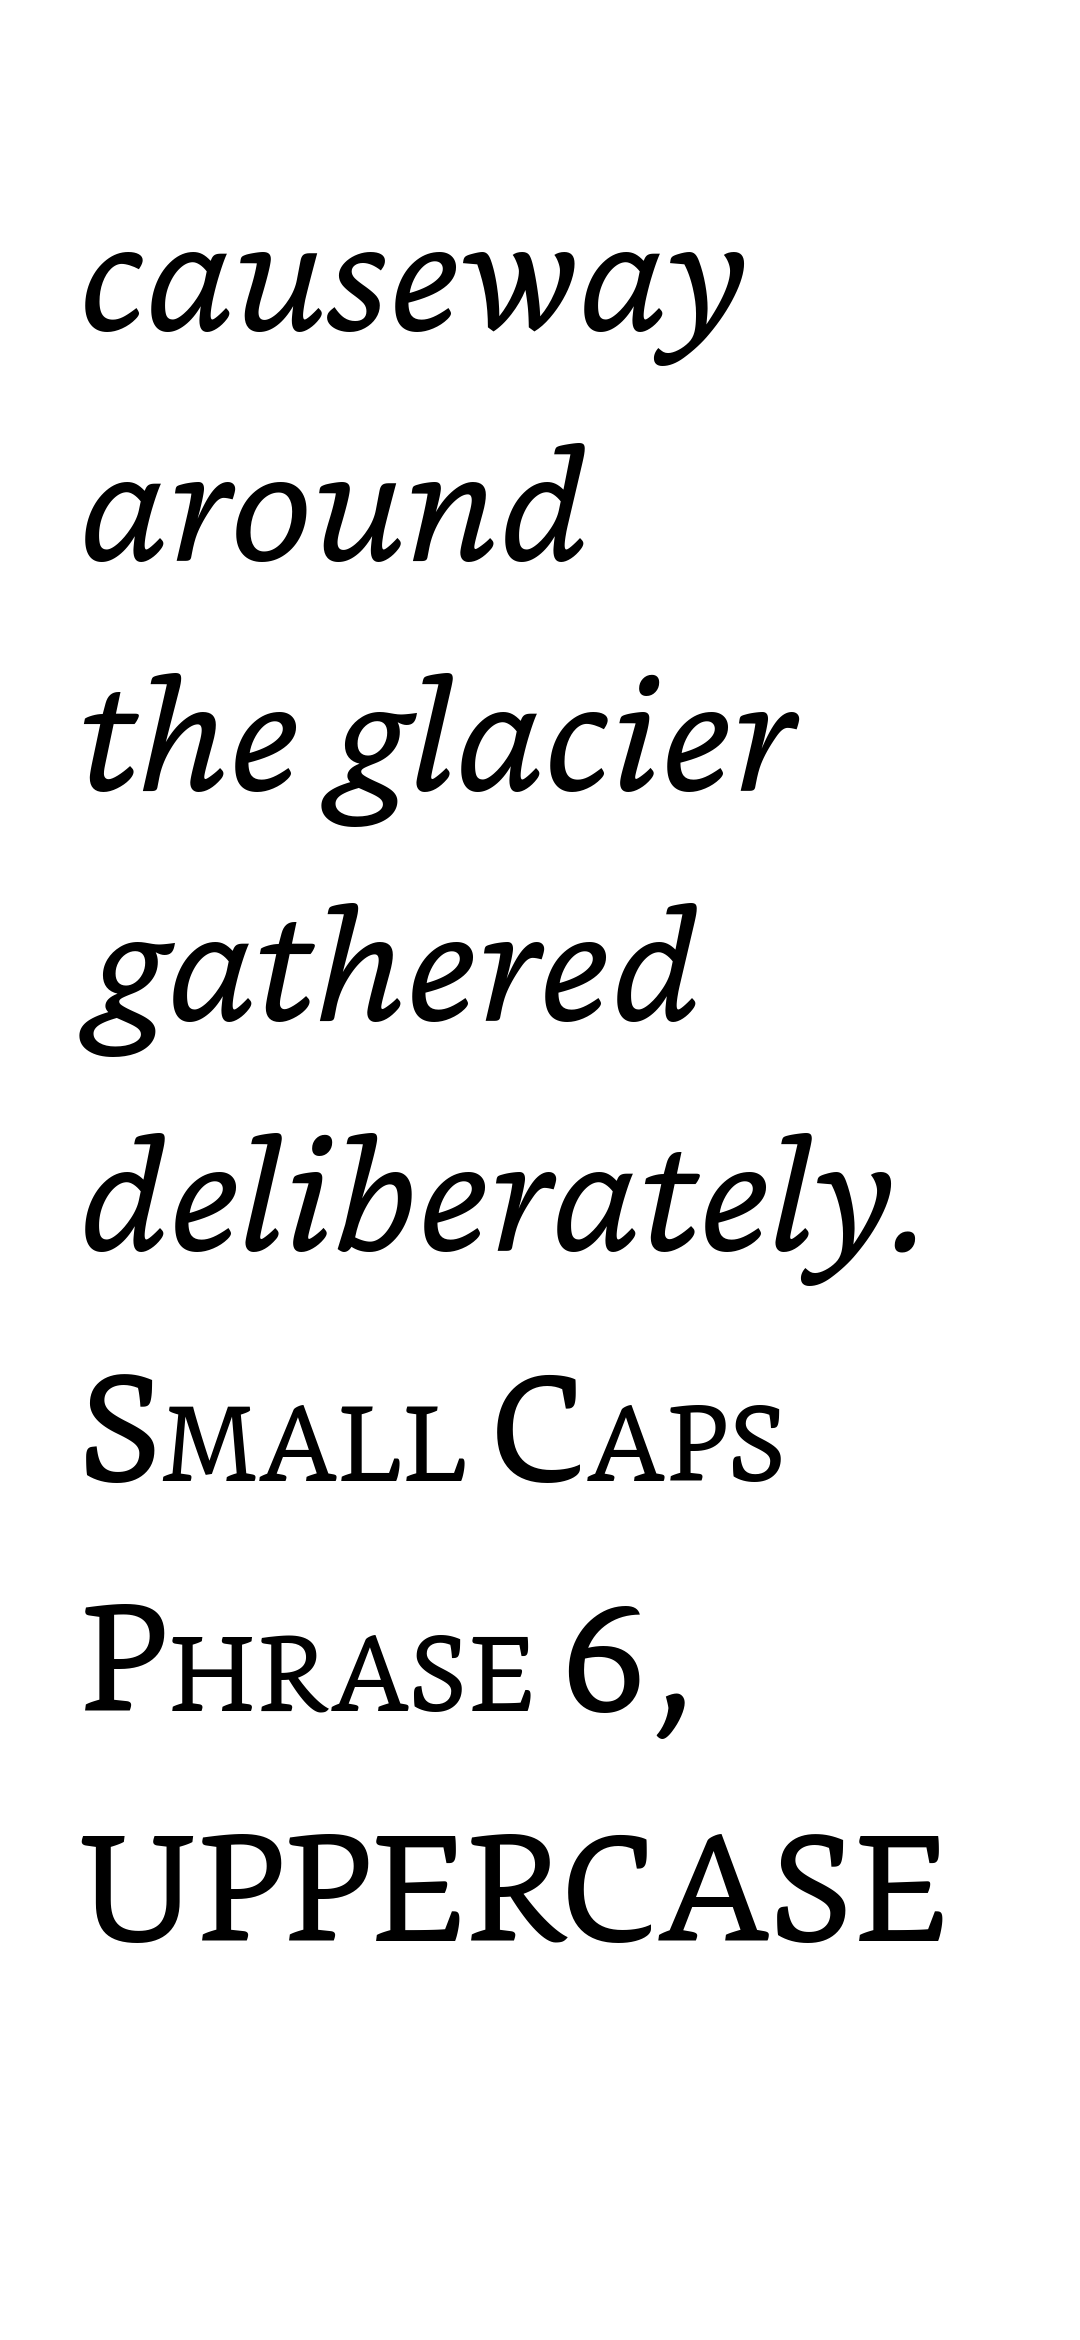 causeway
around
the glacier
gathered
deliberately.
Small Caps
Phrase 6,
UPPERCASE